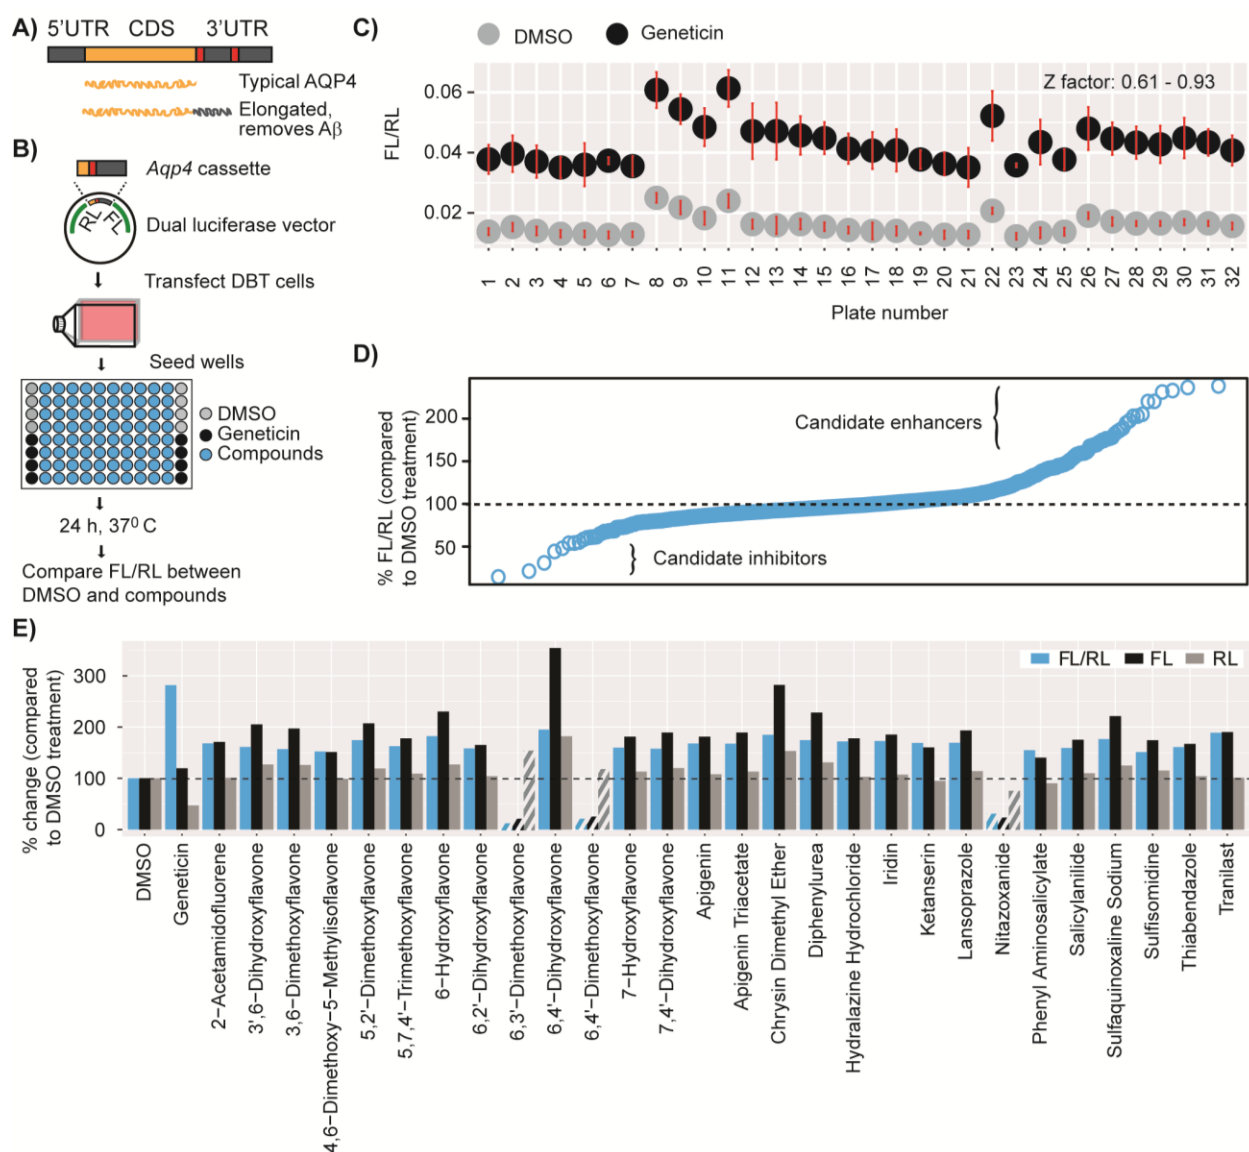 A)
5'UTR CDS 3'UTR
Typical AQP4
Elongated,
removes Aβ
B)
Aqp4 cassette
RL FL
Dual luciferase vector
Transfect DBT cells
Seed wells
DMSO
Geneticin
Compounds
24 h, 37⁰ C
Compare FL/RL between
DMSO and compounds
C)
DMSO Geneticin
Z factor: 0.61 - 0.93
FL/RL
0.06
0.04
0.02
1 2 3 4 5 6 7 8 9 10 11 12 13 14 15 16 17 18 19 20 21 22 23 24 25 26 27 28 29 30 31 32
Plate number
D)
% FL/RL (compared
to DMSO treatment)
200
150
100
50
Candidate enhancers
Candidate inhibitors
E)
% change (compared
to DMSO treatment)
300
200
100
0
FL/RL FL RL
DMSO
Geneticin
2−Acetamidofluorene
3',6−Dihydroxyflavone
3,6−Dimethoxyflavone
4,6−Dimethoxy−5−Methylisoflavone
5,2'−Dimethoxyflavone
5,7,4'−Trimethoxyflavone
6−Hydroxyflavone
6,2'−Dihydroxyflavone
6,3'−Dimethoxyflavone
6,4'−Dihydroxyflavone
6,4'−Dimethoxyflavone
7−Hydroxyflavone
7,4'−Dihydroxyflavone
Apigenin
Apigenin Triacetate
Chrysin Dimethyl Ether
Diphenylurea
Hydralazine Hydrochloride
Iridin
Ketanserin
Lansoprazole
Nitazoxanide
Phenyl Aminosalicylate
Salicylanilide
Sulfaquinoxaline Sodium
Sulfisomidine
Thiabendazole
Tranilast